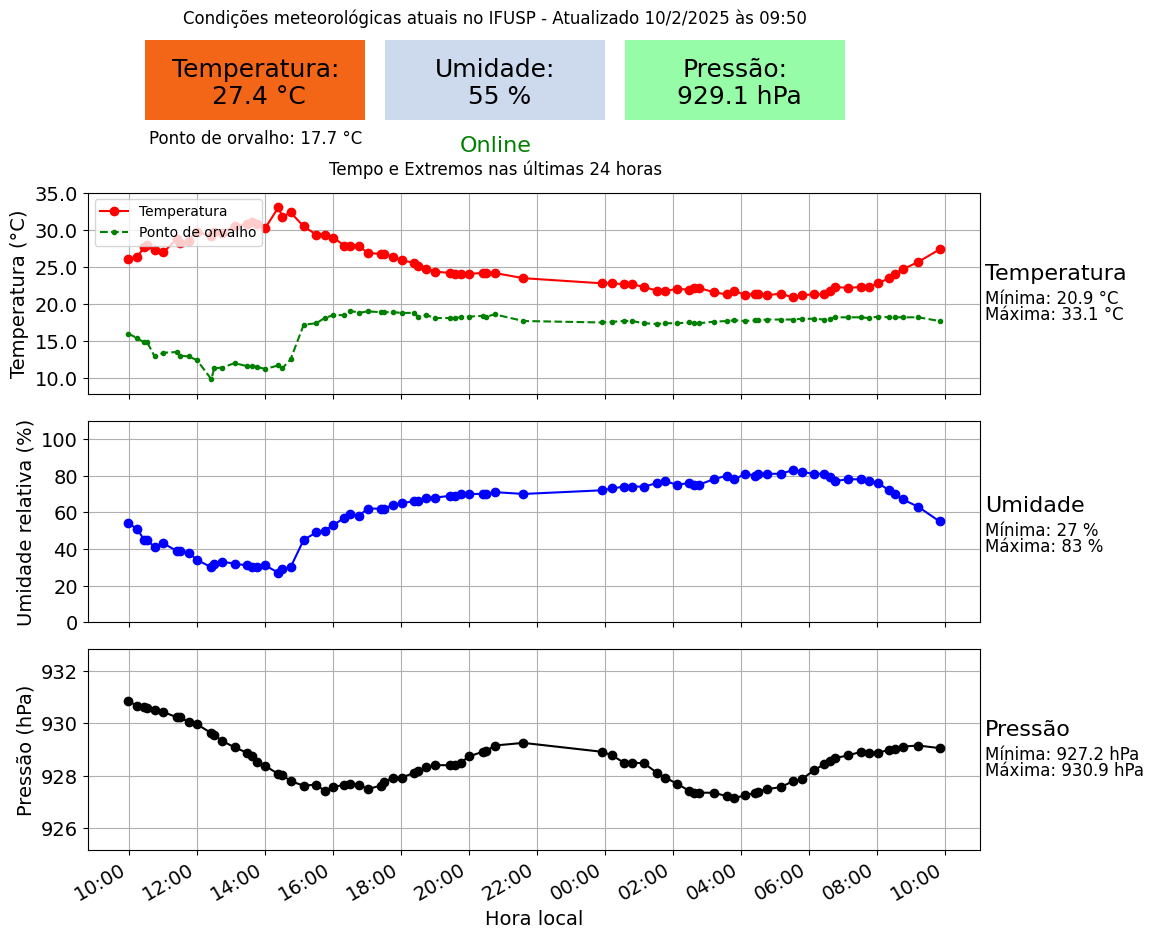 Condições meteorológicas atuais no IFUSP - Atualizado 10/2/2025 às 09:50
Temperatura:
27.4 °C
Umidade:
55 %
Pressão:
929.1 hPa
Ponto de orvalho: 17.7 °C
Online
Tempo e Extremos nas últimas 24 horas
Temperatura (°C)
35.0
30.0
25.0
20.0
15.0
10.0
Temperatura
Ponto de orvalho
Temperatura
Mínima: 20.9 °C
Máxima: 33.1 °C
Umidade relativa (%)
100
80
60
40
20
0
Umidade
Mínima: 27 %
Máxima: 83 %
Pressão (hPa)
932
930
928
926
Pressão
Mínima: 927.2 hPa
Máxima: 930.9 hPa
10:00 12:00 14:00 16:00 18:00 20:00 22:00 00:00 02:00 04:00 06:00 08:00 10:00
Hora local